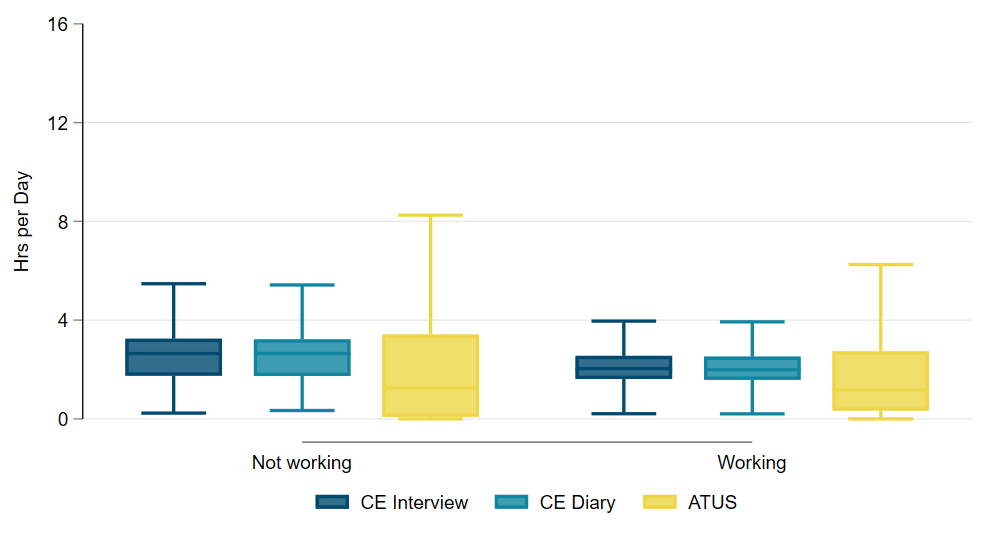 16
12
8
4
0
Hrs per Day
Not working
Working
CE Interview
CE Diary
ATUS